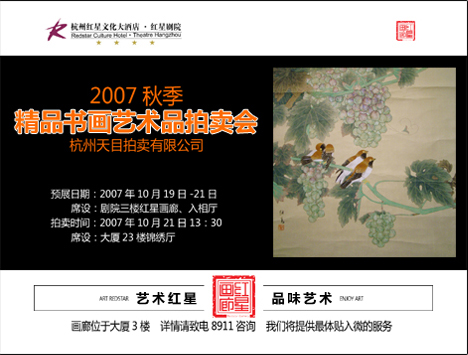 杭州红星文化大酒店·红星剧院
Redstar Culture Hotel · Theatre Hangzhou
2007 秋季
精品书画艺术品拍卖会
杭州天目拍卖有限公司
预展日期:2007 年 10 月 19 日 -21 日
席设:剧院三楼红星画廊、入相厅
拍卖时间:2007 年 10 月 21 日 13:30
席设:大厦 23 楼锦绣厅
ART REDSTAR 艺术红星 红星画廊 品味艺术 ENJOY ART
画廊位于大厦 3 楼 详情请致电 8911 咨询 我们将提供最体贴入微的服务